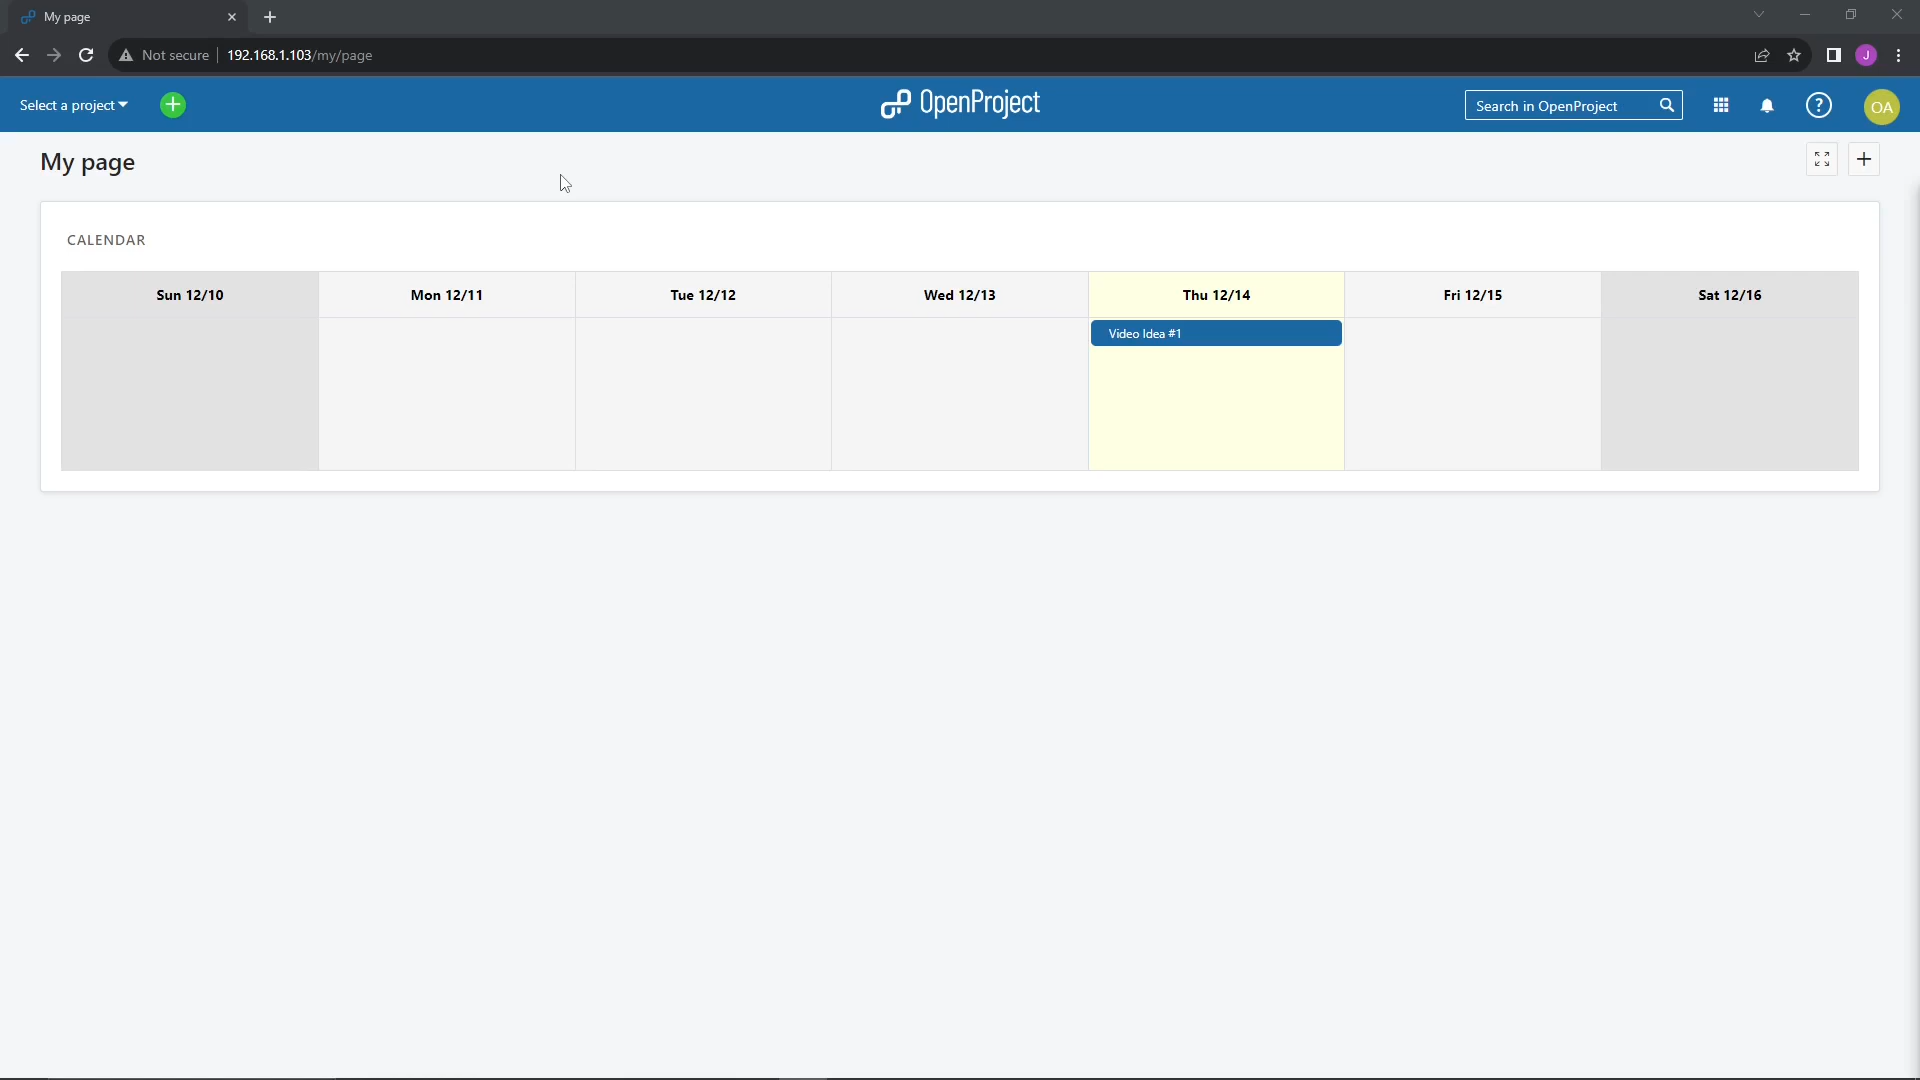 My page
Not secure 192.168.1.103/my/page J
Select a project OpenProject Search in OpenProject ? OA
My page
CALENDAR
Sun 12/10 Mon 12/11 Tue 12/12 Wed 12/13 Thu 12/14 Fri 12/15 Sat 12/16
Video Idea #1